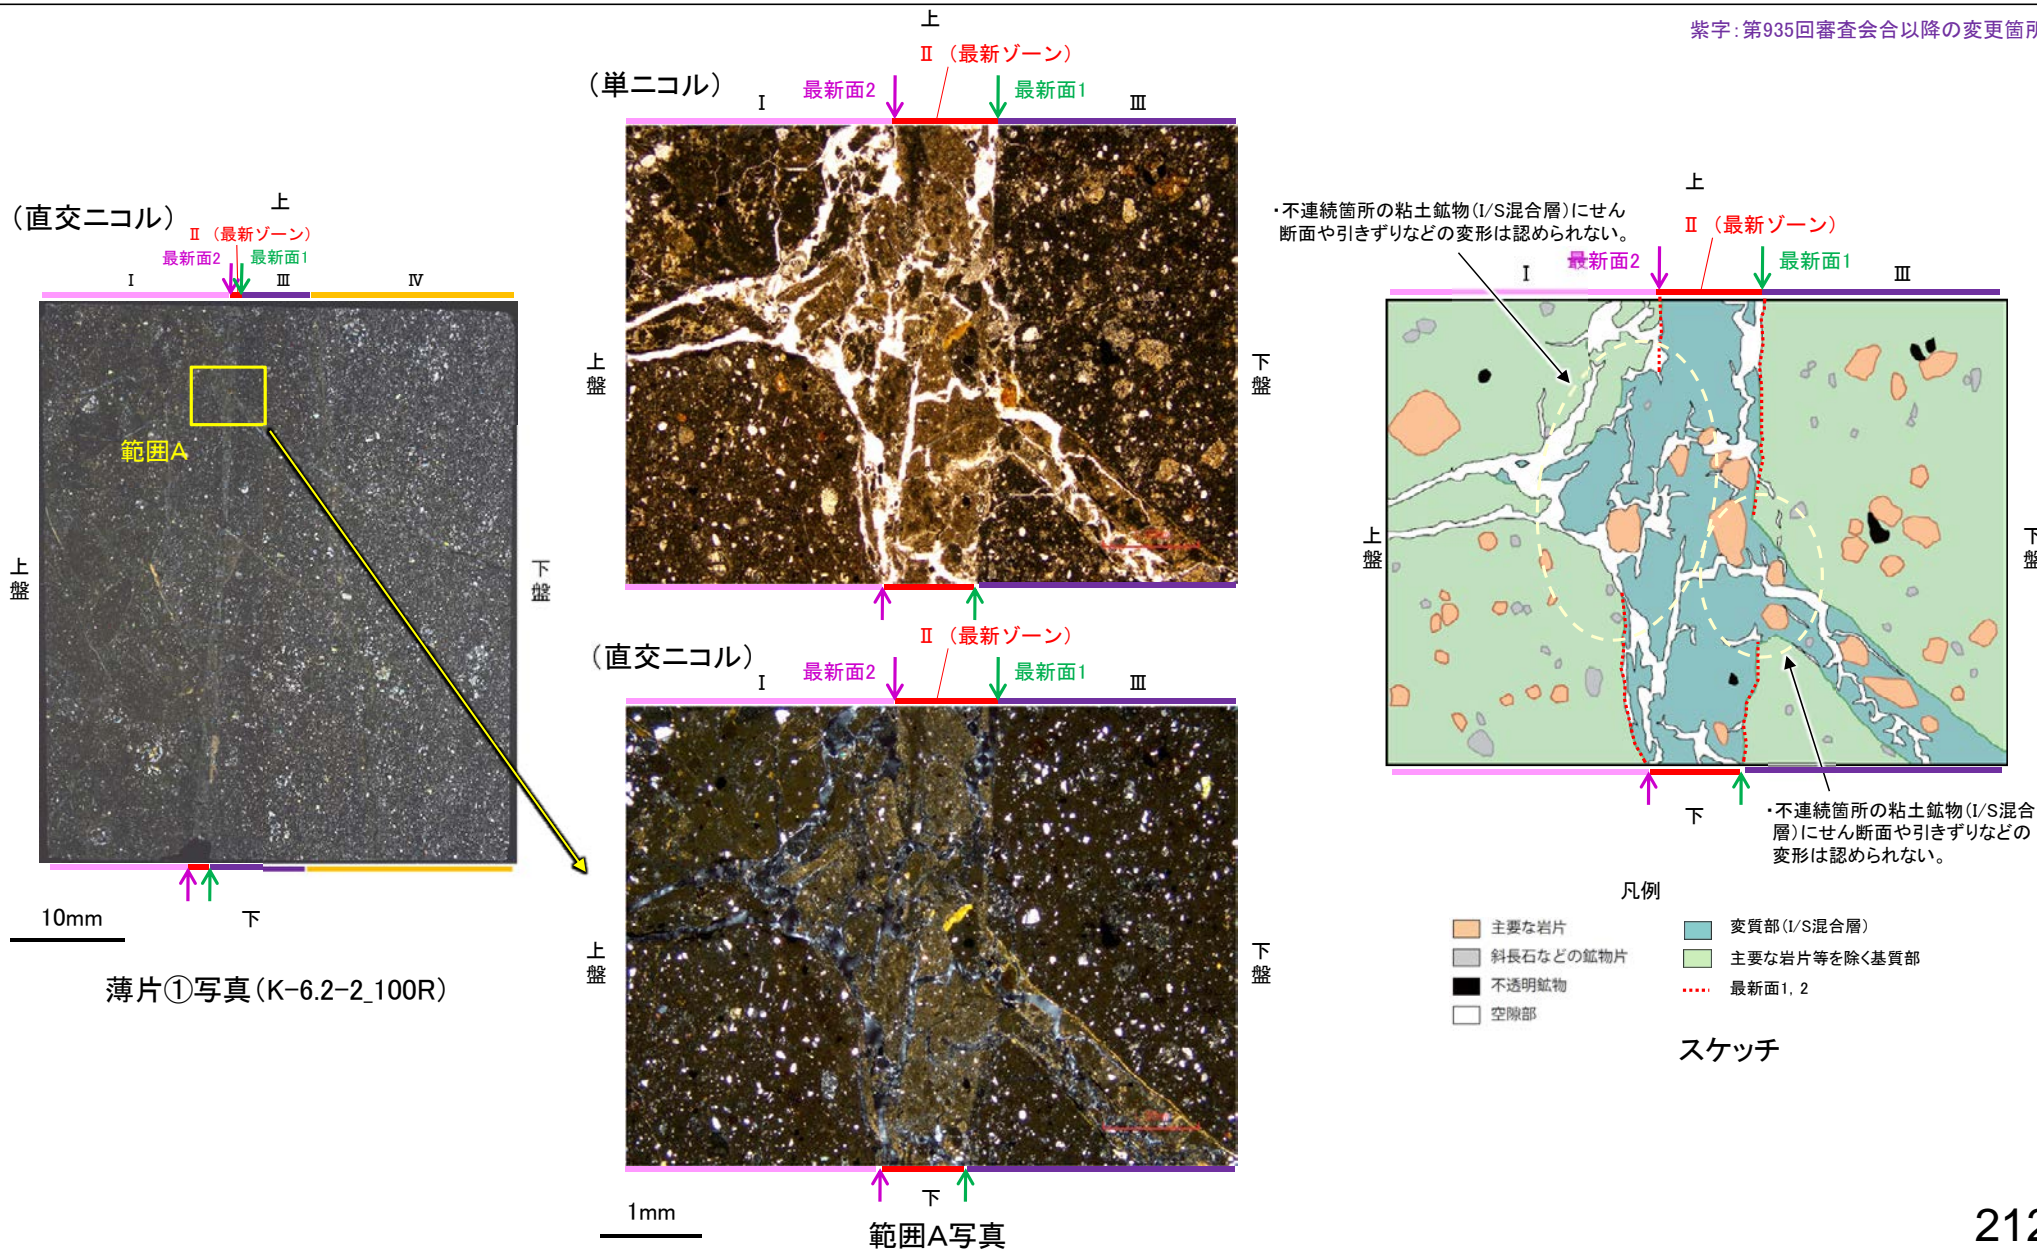 紫字：第935回審査会合以降の変更箇所
（直交ニコル）
上
Ⅱ（最新ゾーン）
最新面2
最新面1
Ⅰ
Ⅲ
Ⅳ
範囲A
上盤
下盤
下
10mm
薄片①写真（K-6.2-2_100R）
（単ニコル）
上
Ⅱ（最新ゾーン）
最新面2
最新面1
Ⅰ
Ⅲ
上盤
下盤
（直交ニコル）
Ⅱ（最新ゾーン）
最新面2
最新面1
Ⅰ
Ⅲ
上盤
下盤
下
1mm
範囲A写真
上
・不連続箇所の粘土鉱物（I/S混合層）にせん
断面や引きずりなどの変形は認められない。
Ⅱ（最新ゾーン）
最新面2
最新面1
Ⅰ
Ⅲ
上盤
下盤
下
・不連続箇所の粘土鉱物（I/S混合
層）にせん断面や引きずりなどの
変形は認められない。
凡例
主要な岩片
斜長石などの鉱物片
不透明鉱物
空隙部
変質部（I/S混合層）
主要な岩片等を除く基質部
最新面1, 2
スケッチ
212